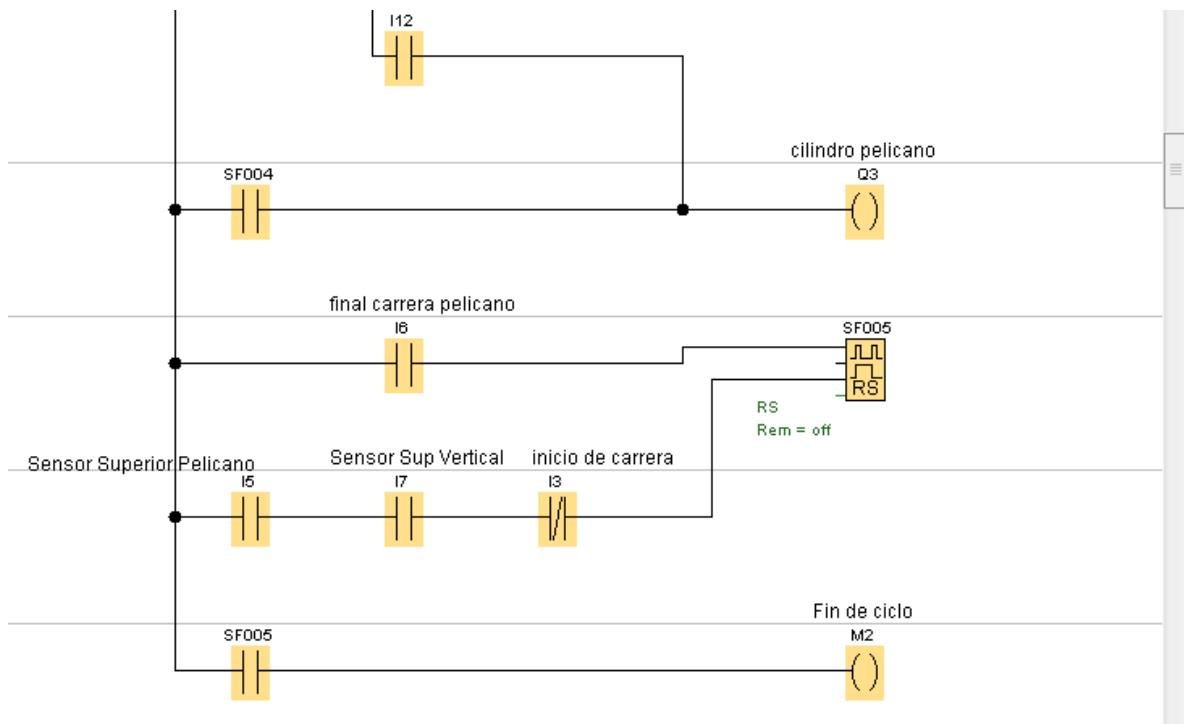 I12
cilindro pelicano
SF004
Q3
final carrera pelicano
I6
SF005
RS
RS
Rem = off
Sensor Superior Pelicano
Sensor Sup Vertical
inicio de carrera
I5
I7
I3
Fin de ciclo
SF005
M2